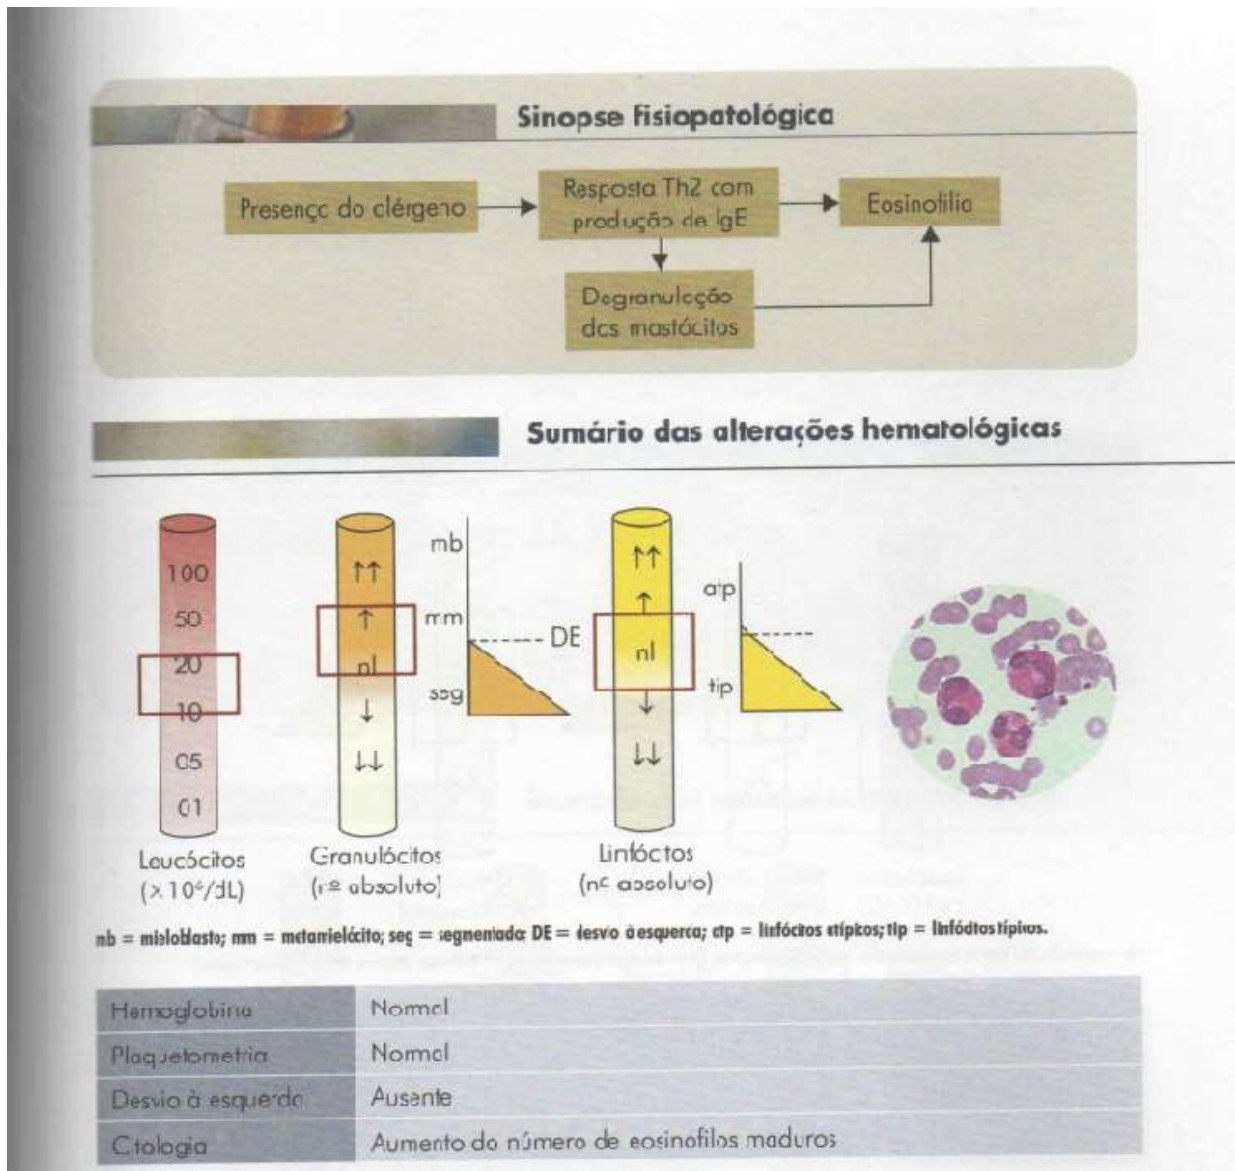 Sinopse fisiopatológica
Presença do alérgeno
Resposta Th2 com
produção de IgE
Eosinofilia
Degranulação
dos mastócitos
Sumário das alterações hematológicas
100
50
20
10
05
01
Leucócitos
(× 10⁶/dL)
↑↑
↑
nl
↓
↓↓
Granulócitos
(nº absoluto)
mb
mm
seg
DE
↑↑
↑
nl
↓
↓↓
Linfóctos
(nº absoluto)
atp
tip
mb = mieloblasto; mm = metamielócito; seg = segmentado; DE = desvio à esquerda; atp = linfócitos atípicos; tip = linfócitos típicos.
Hemoglobina Normal
Plaquetometria Normal
Desvio à esquerda Ausente
Citologia Aumento do número de eosinofilos maduros